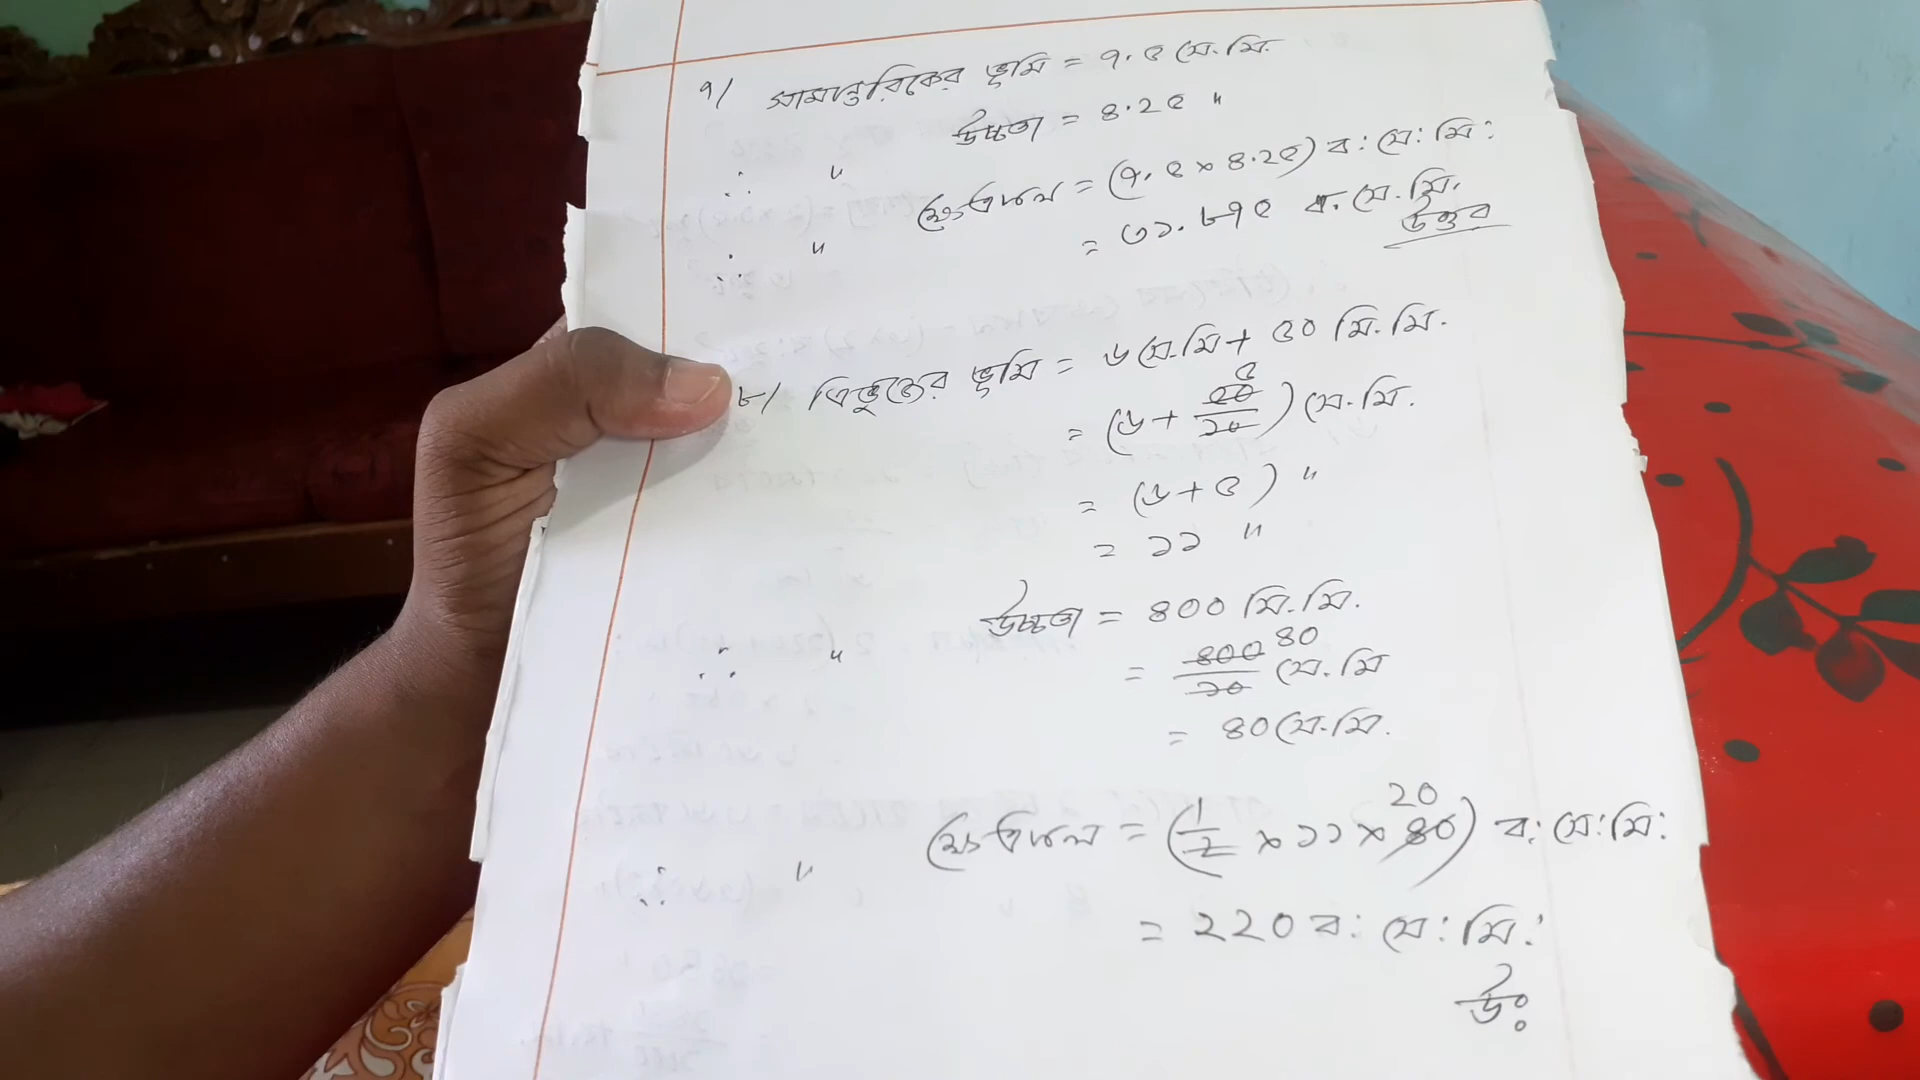 ৭/ সামান্তরিকের ভূমি = ৭.৫ সে.মি.
∴ " উচ্চতা = ৪.২৫ "
∴ " ক্ষেত্রফল = (৭.৫ × ৪.২৫) ব: সে: মি:
= ৩১.৮৭৫ ব. সে. মি.
উত্তর
৮/ ত্রিভুজের ভূমি = ৬ সে.মি + ৫০ মি.মি.
= (৬ + ৫০/১০ ৫) সে.মি.
= (৬ + ৫) "
= ১১ "
∴ " উচ্চতা = ৪০০ মি.মি.
= ৪০০/১০ ৪০ সে.মি
= ৪০ সে.মি.
∴ " ক্ষেত্রফল = (1/2 × ১১ × ৪০ ২০) ব: সে: মি:
= ২২০ ব: সে: মি:
উঃ